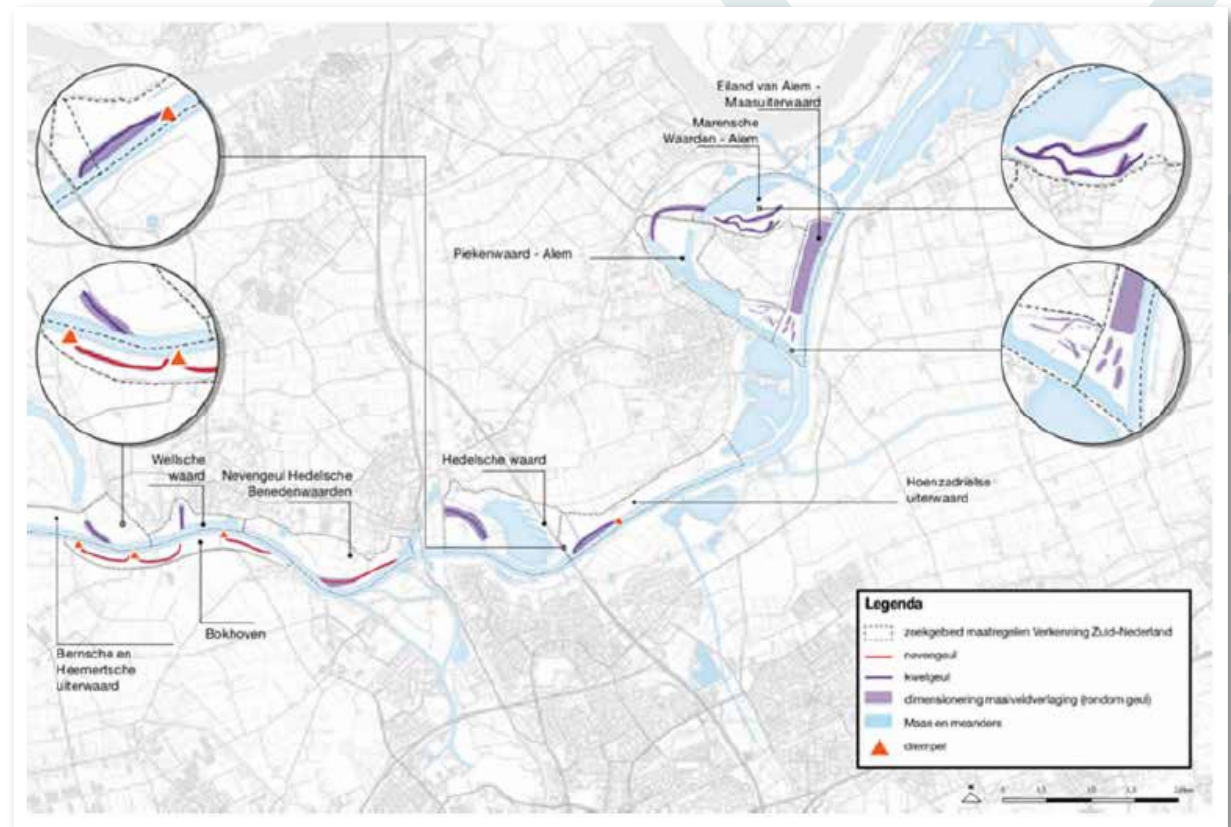 Eiland van Alem -
Maasuiterwaard
Marensche
Waarden - Alem
Piekenwaard - Alem
Wellsche
waard
Nevengeul Hedelsche
Benedenwaarden
Hedelsche waard
Hoenzadrielse
uiterwaard
Bokhoven
Bernsche en
Heemertsche
uiterwaard
Legenda
zoekgebied maatregelen Verkenning Zuid-Nederland
nevengeul
kwelgeul
dimensionering maaiveldverlaging (rondom geul)
Maas en meanders
drempel